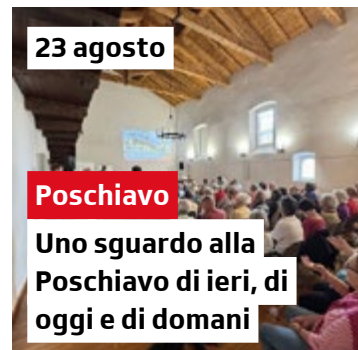 23 agosto
Poschiavo
Uno sguardo alla
Poschiavo di ieri, di
oggi e di domani